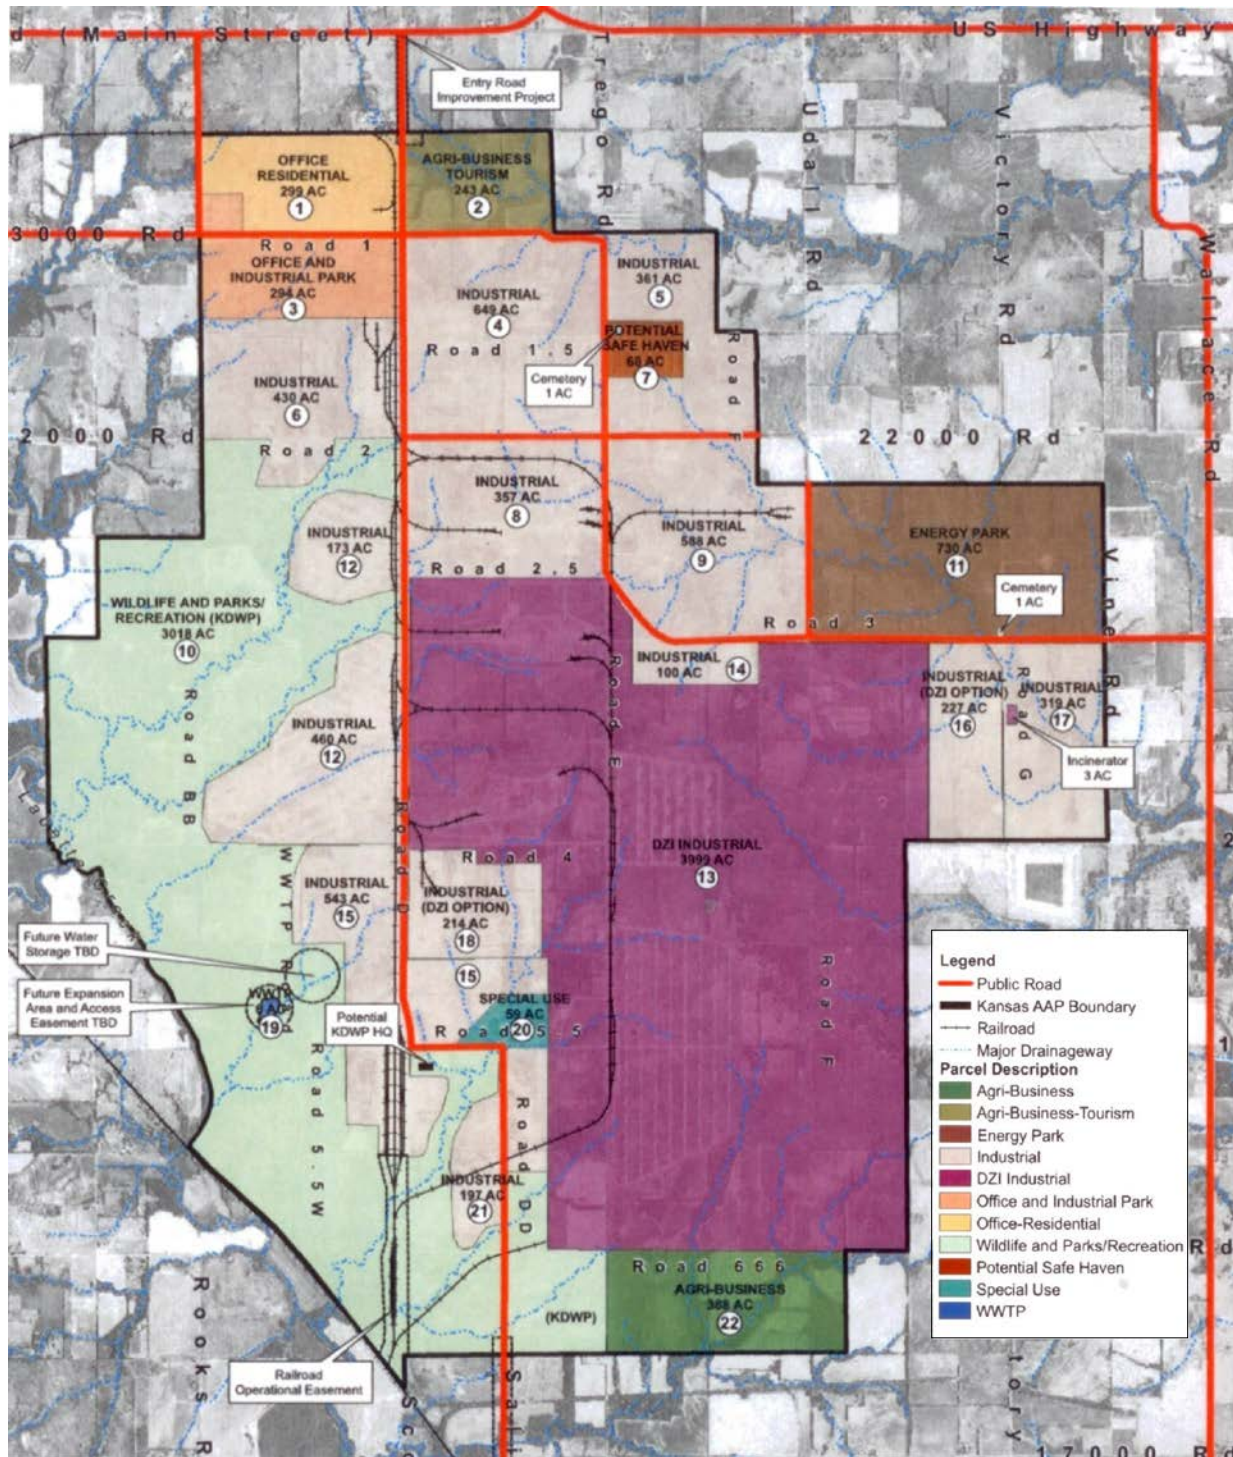 d (Main Street)
US Highway
Entry Road
Improvement Project
Trego Rd
Udall Rd
Victory Rd
Wallace Rd
OFFICE
RESIDENTIAL
299 AC
1
AGRI-BUSINESS
TOURISM
243 AC
2
3000 Rd
Road 1
OFFICE AND
INDUSTRIAL PARK
294 AC
3
INDUSTRIAL
649 AC
4
Road 1.5
INDUSTRIAL
361 AC
5
POTENTIAL
SAFE HAVEN
60 AC
7
Cemetery
1 AC
Road F
INDUSTRIAL
430 AC
6
2000 Rd
Road 2
22000 Rd
INDUSTRIAL
357 AC
8
Road 2.5
INDUSTRIAL
588 AC
9
ENERGY PARK
730 AC
11
Cemetery
1 AC
INDUSTRIAL
173 AC
12
WILDLIFE AND PARKS/
RECREATION (KDWP)
3018 AC
10
Road 3
Vine Rd
Road BB
Road E
INDUSTRIAL
100 AC
14
INDUSTRIAL
(DZI OPTION)
227 AC
16
Road G
INDUSTRIAL
319 AC
17
Incinerator
3 AC
INDUSTRIAL
460 AC
12
Road D
Road 4
DZI INDUSTRIAL
3999 AC
13
2
INDUSTRIAL
543 AC
15
INDUSTRIAL
(DZI OPTION)
214 AC
18
WWTP Road
Future Water
Storage TBD
Future Expansion
Area and Access
Easement TBD
WWTP
19
15
Potential
KDWP HQ
SPECIAL USE
59 AC
20
Road 5.5
Road F
1
Road 5.5W
Road DD
INDUSTRIAL
197 AC
21
Road 666
AGRI-BUSINESS
388 AC
22
(KDWP)
Railroad
Operational Easement
Rooks R
Sc
Sali
Rd
tory
17000 Rd
Legend
Public Road
Kansas AAP Boundary
Railroad
Major Drainageway
Parcel Description
Agri-Business
Agri-Business-Tourism
Energy Park
Industrial
DZI Industrial
Office and Industrial Park
Office-Residential
Wildlife and Parks/Recreation
Potential Safe Haven
Special Use
WWTP